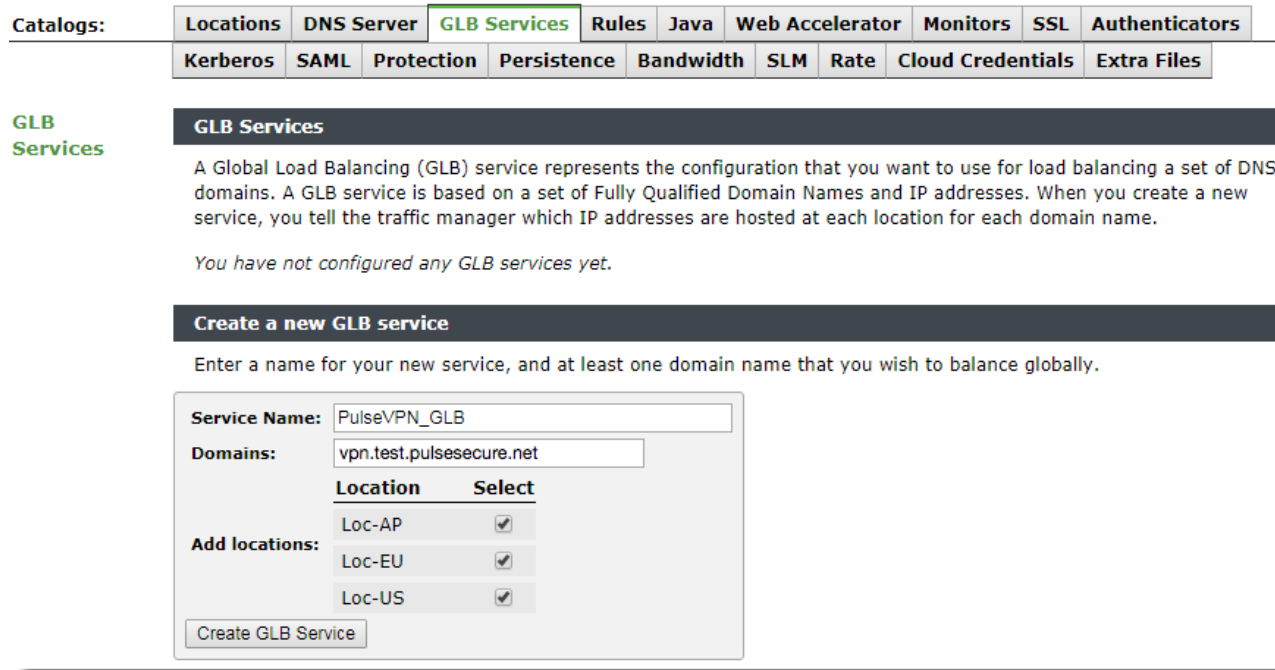 Catalogs:
Locations DNS Server GLB Services Rules Java Web Accelerator Monitors SSL Authenticators
Kerberos SAML Protection Persistence Bandwidth SLM Rate Cloud Credentials Extra Files
GLB
Services
GLB Services
A Global Load Balancing (GLB) service represents the configuration that you want to use for load balancing a set of DNS
domains. A GLB service is based on a set of Fully Qualified Domain Names and IP addresses. When you create a new
service, you tell the traffic manager which IP addresses are hosted at each location for each domain name.
You have not configured any GLB services yet.
Create a new GLB service
Enter a name for your new service, and at least one domain name that you wish to balance globally.
Service Name: PulseVPN_GLB
Domains: vpn.test.pulsesecure.net
Location Select
Add locations:
Loc-AP
Loc-EU
Loc-US
Create GLB Service